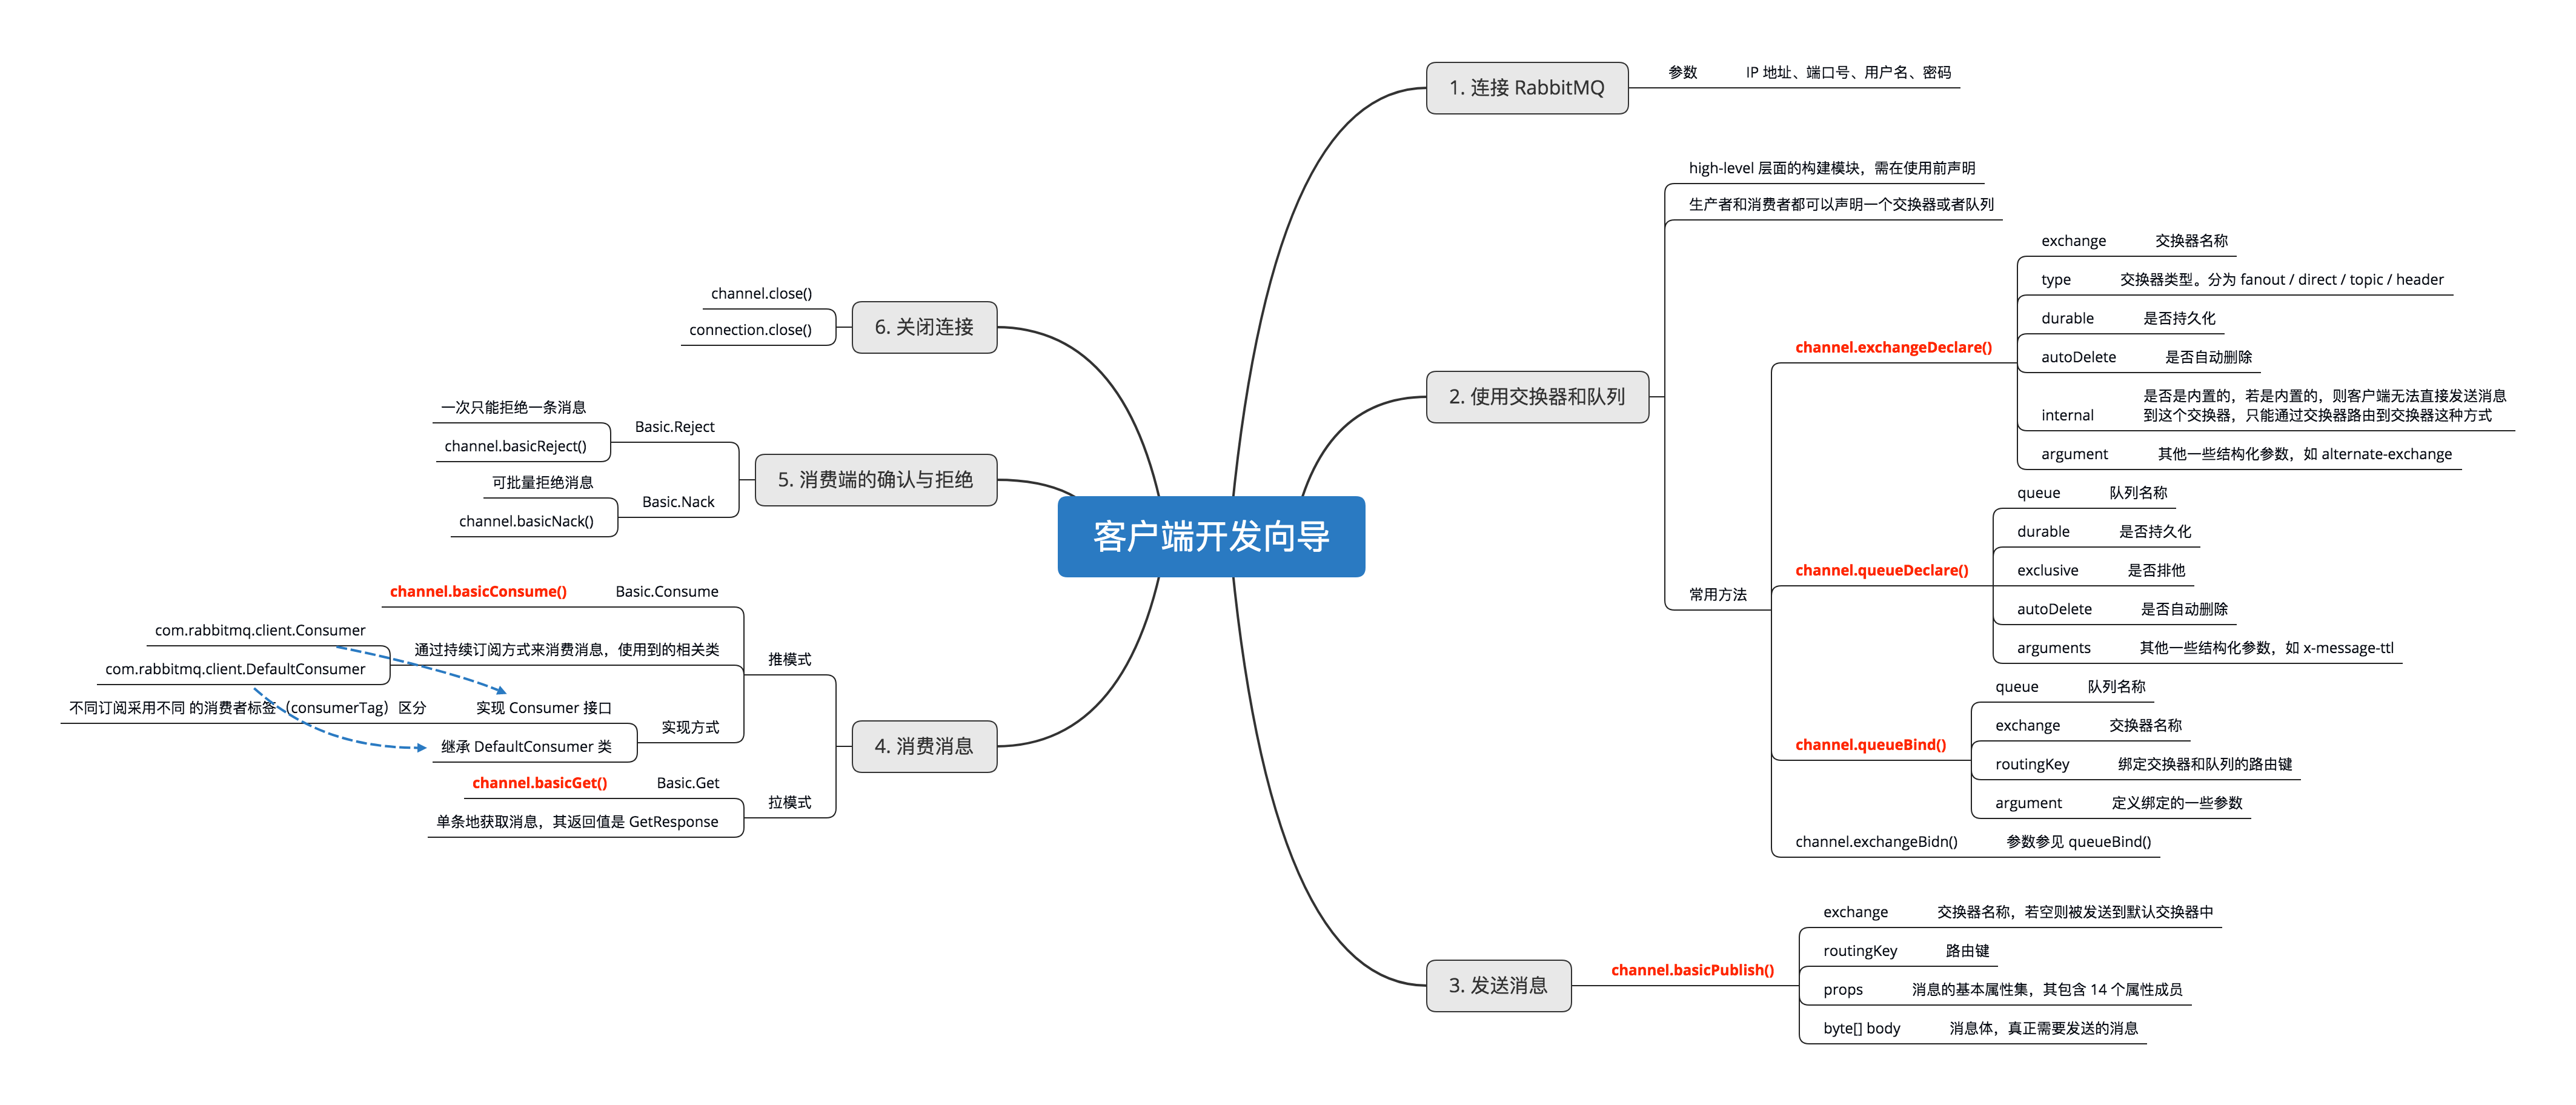 客户端开发向导
1. 连接 RabbitMQ
参数
IP 地址、端口号、用户名、密码
2. 使用交换器和队列
high-level 层面的构建模块，需在使用前声明
生产者和消费者都可以声明一个交换器或者队列
常用方法
channel.exchangeDeclare()
exchange
交换器名称
type
交换器类型。分为 fanout / direct / topic / header
durable
是否持久化
autoDelete
是否自动删除
internal
是否是内置的，若是内置的，则客户端无法直接发送消息
到这个交换器，只能通过交换器路由到交换器这种方式
argument
其他一些结构化参数，如 alternate-exchange
channel.queueDeclare()
queue
队列名称
durable
是否持久化
exclusive
是否排他
autoDelete
是否自动删除
arguments
其他一些结构化参数，如 x-message-ttl
channel.queueBind()
queue
队列名称
exchange
交换器名称
routingKey
绑定交换器和队列的路由键
argument
定义绑定的一些参数
channel.exchangeBidn()
参数参见 queueBind()
3. 发送消息
channel.basicPublish()
exchange
交换器名称，若空则被发送到默认交换器中
routingKey
路由键
props
消息的基本属性集，其包含 14 个属性成员
byte[] body
消息体，真正需要发送的消息
4. 消费消息
推模式
Basic.Consume
channel.basicConsume()
通过持续订阅方式来消费消息，使用到的相关类
com.rabbitmq.client.Consumer
com.rabbitmq.client.DefaultConsumer
实现方式
实现 Consumer 接口
不同订阅采用不同 的消费者标签（consumerTag）区分
继承 DefaultConsumer 类
拉模式
Basic.Get
channel.basicGet()
单条地获取消息，其返回值是 GetResponse
5. 消费端的确认与拒绝
Basic.Reject
一次只能拒绝一条消息
channel.basicReject()
Basic.Nack
可批量拒绝消息
channel.basicNack()
6. 关闭连接
channel.close()
connection.close()